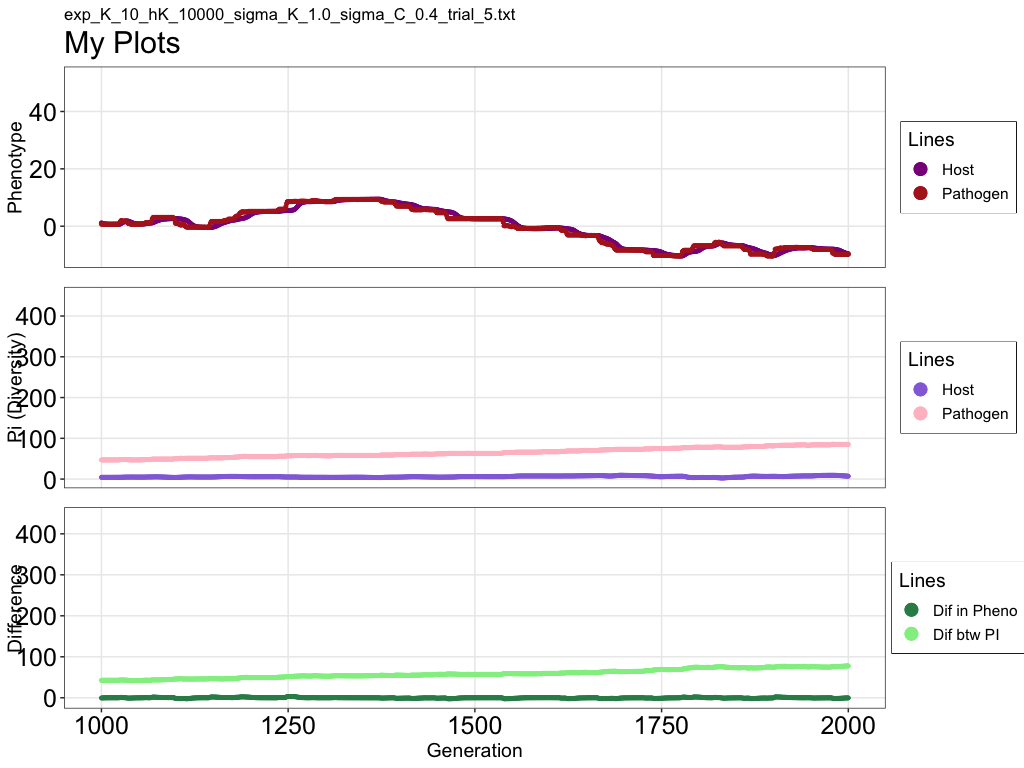 exp_K_10_hK_10000_sigma_K_1.0_sigma_C_0.4_trial_5.txt
My Plots
Phenotype
40
20
0
Lines
Host
Pathogen
Pi (Diversity)
400
300
200
100
0
Lines
Host
Pathogen
Difference
400
300
200
100
0
Lines
Dif in Pheno
Dif btw PI
1000 1250 1500 1750 2000
Generation